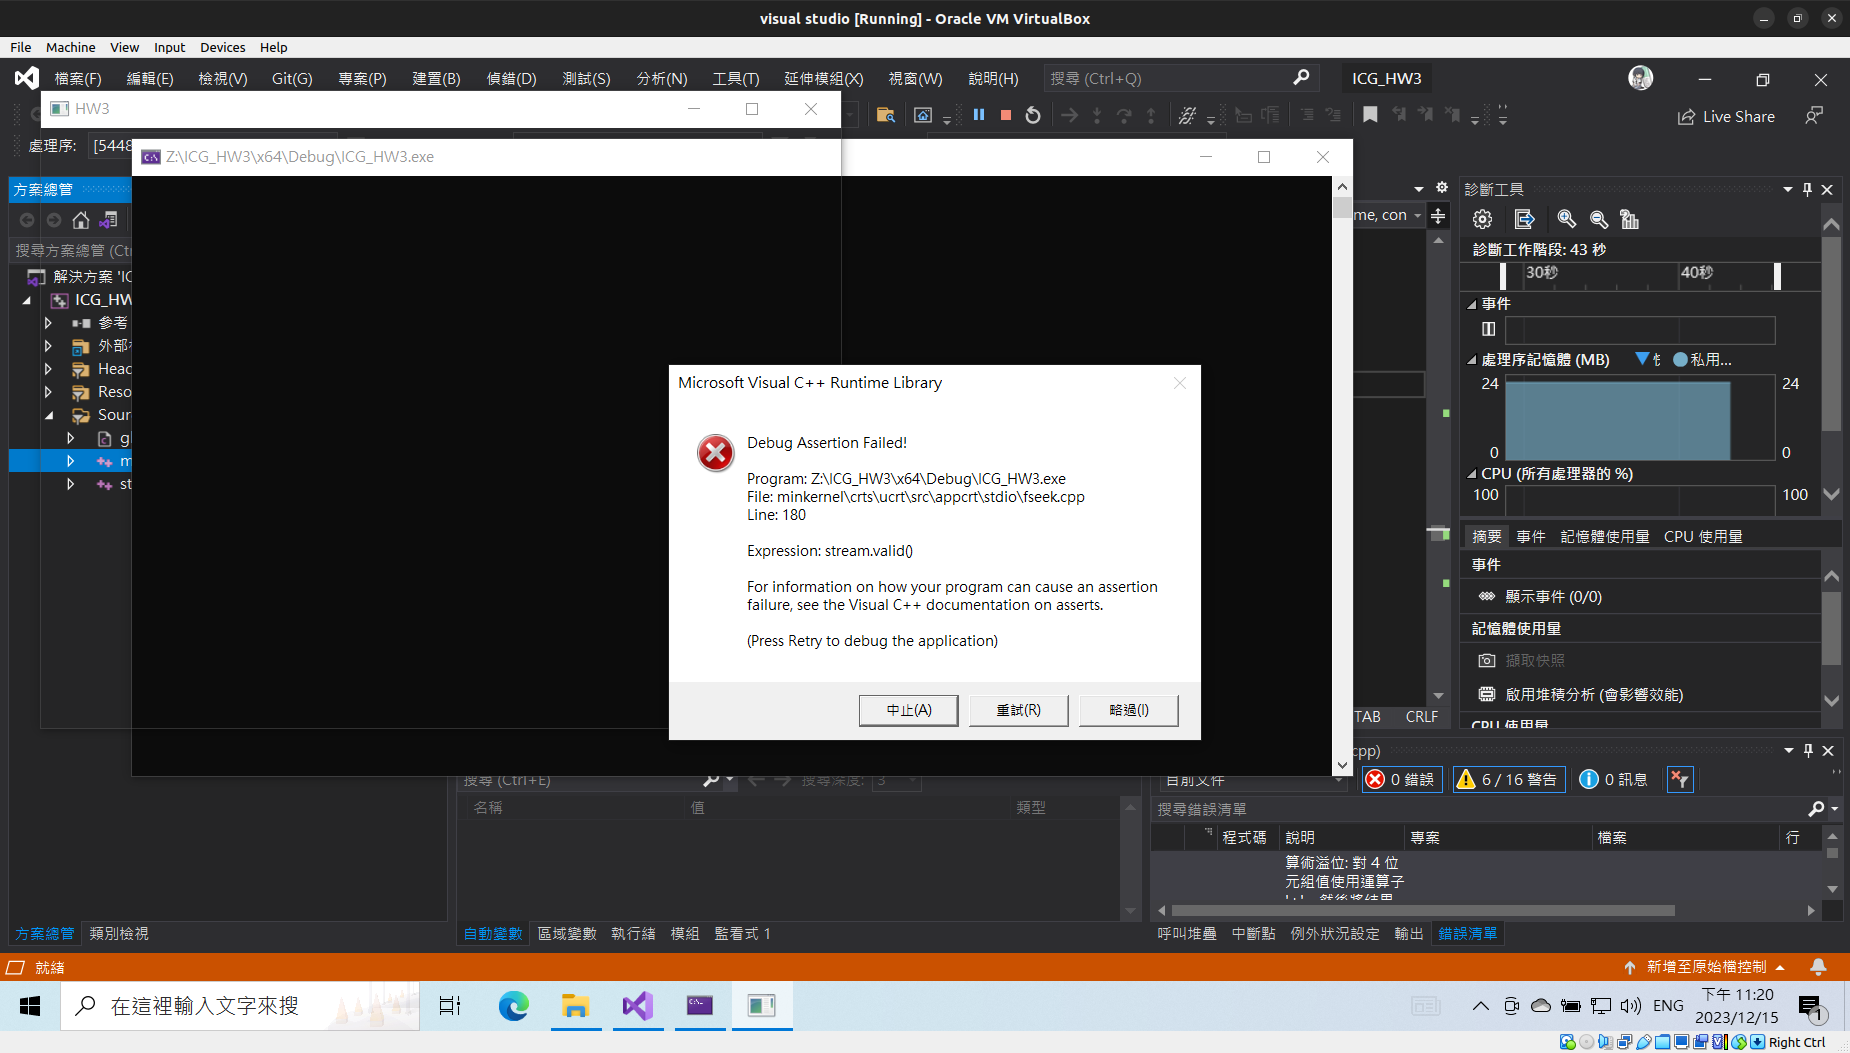 visual studio [Running] - Oracle VM VirtualBox
File Machine View Input Devices Help
檔案(F) 編輯(E) 檢視(V) Git(G) 專案(P) 建置(B) 偵錯(D) 測試(S) 分析(N) 工具(T) 延伸模組(X) 視窗(W) 說明(H) 搜尋 (Ctrl+Q) ICG_HW3
HW3
Live Share
處理序: [5448
Z:\ICG_HW3\x64\Debug\ICG_HW3.exe
方案總管
搜尋方案總管 (Ct
解決方案 'IC
ICG_HW
參考
外部
Head
Reso
Sour
gl
m
st
me, con
TAB CRLF
Microsoft Visual C++ Runtime Library
Debug Assertion Failed!
Program: Z:\ICG_HW3\x64\Debug\ICG_HW3.exe
File: minkernel\crts\ucrt\src\appcrt\stdio\fseek.cpp
Line: 180
Expression: stream.valid()
For information on how your program can cause an assertion
failure, see the Visual C++ documentation on asserts.
(Press Retry to debug the application)
中止(A) 重試(R) 略過(I)
診斷工具
診斷工作階段: 43 秒
30秒 40秒
事件
處理序記憶體 (MB) 私用...
24 24
0 0
CPU (所有處理器的 %)
100 100
摘要 事件 記憶體使用量 CPU 使用量
事件
顯示事件 (0/0)
記憶體使用量
擷取快照
啟用堆積分析 (會影響效能)
CPU 使用量
搜尋 (Ctrl+E) 搜尋深度: 3
名稱 值 類型
自動變數 區域變數 執行緒 模組 監看式 1
cpp)
目前文件 0 錯誤 6 / 16 警告 0 訊息
搜尋錯誤清單
程式碼 說明 專案 檔案 行
算術溢位: 對 4 位
元組值使用運算子
呼叫堆疊 中斷點 例外狀況設定 輸出 錯誤清單
方案總管 類別檢視
就緒 新增至原始檔控制
在這裡輸入文字來搜
ENG
下午 11:20
2023/12/15
1
Right Ctrl